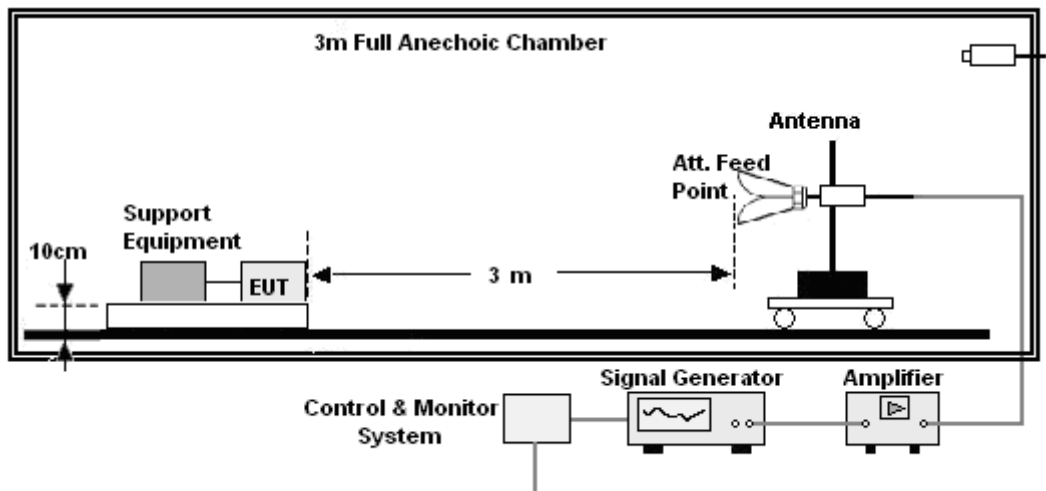 3m Full Anechoic Chamber
Antenna
Att. Feed
Point
Support
Equipment
10cm
EUT
3 m
Signal Generator
Amplifier
Control & Monitor
System